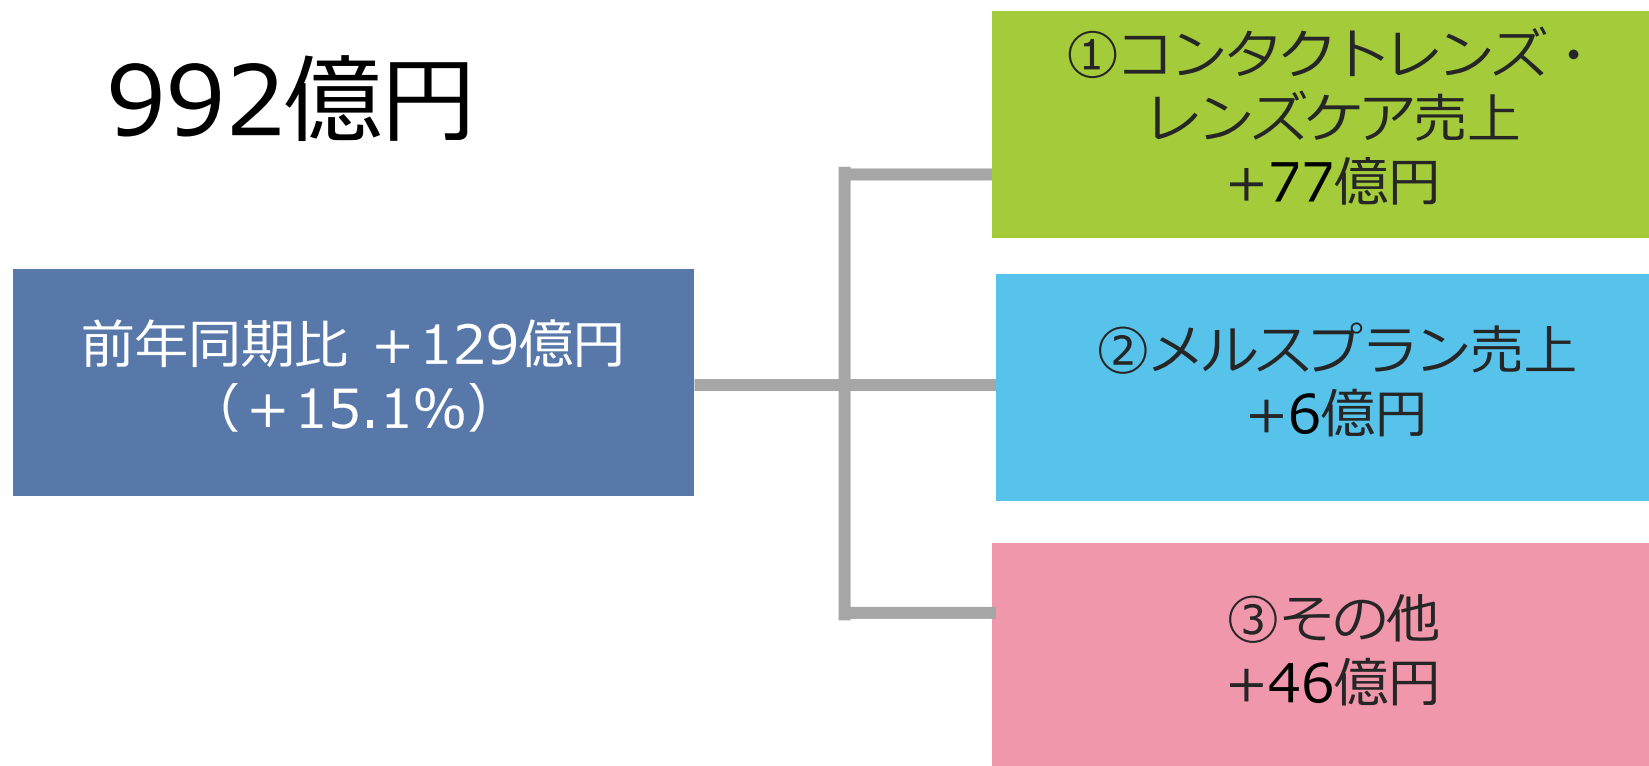 992億円
前年同期比 +129億円
（+15.1%）
①コンタクトレンズ・
レンズケア売上
+77億円
②メルスプラン売上
+6億円
③その他
+46億円